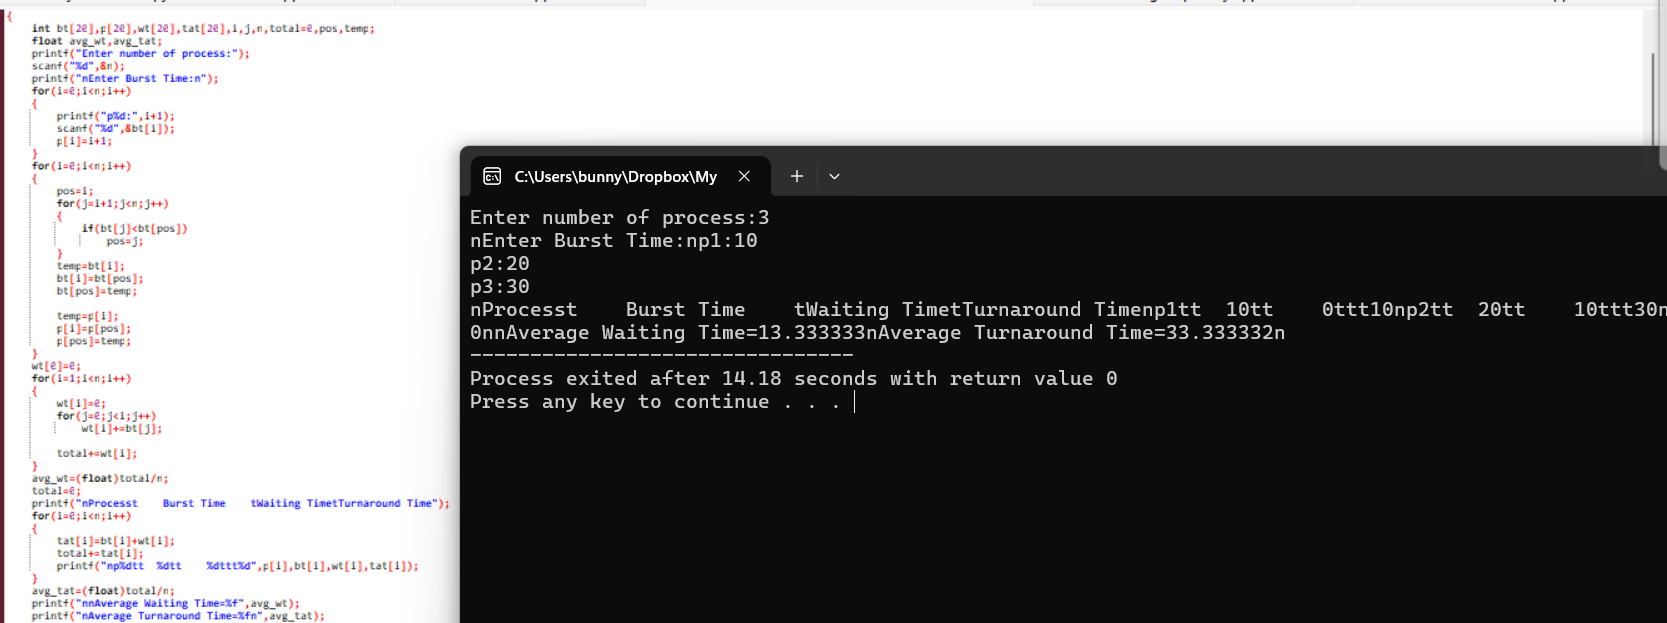 {
int bt[20],p[20],wt[20],tat[20],i,j,n,total=0,pos,temp;
float avg_wt,avg_tat;
printf("Enter number of process:");
scanf("%d",&n);
printf("nEnter Burst Time:n");
for(i=0;i<n;i++)
{
printf("p%d:",i+1);
scanf("%d",&bt[i]);
p[i]=i+1;
}
for(i=0;i<n;i++)
{
pos=i;
for(j=i+1;j<n;j++)
{
if(bt[j]<bt[pos])
pos=j;
}
temp=bt[i];
bt[i]=bt[pos];
bt[pos]=temp;
temp=p[i];
p[i]=p[pos];
p[pos]=temp;
}
wt[0]=0;
for(i=1;i<n;i++)
{
wt[i]=0;
for(j=0;j<i;j++)
wt[i]+=bt[j];
total+=wt[i];
}
avg_wt=(float)total/n;
total=0;
printf("nProcesst    Burst Time    tWaiting TimetTurnaround Time");
for(i=0;i<n;i++)
{
tat[i]=bt[i]+wt[i];
total+=tat[i];
printf("np%dtt  %dtt    %dttt%d",p[i],bt[i],wt[i],tat[i]);
}
avg_tat=(float)total/n;
printf("nnAverage Waiting Time=%f",avg_wt);
printf("nAverage Turnaround Time=%fn",avg_tat);
C:\Users\bunny\Dropbox\My
Enter number of process:3
nEnter Burst Time:np1:10
p2:20
p3:30
nProcesst    Burst Time    tWaiting TimetTurnaround Timenp1tt  10tt    0ttt10np2tt  20tt    10ttt30n
0nnAverage Waiting Time=13.333333nAverage Turnaround Time=33.333332n
--------------------------------
Process exited after 14.18 seconds with return value 0
Press any key to continue . . .